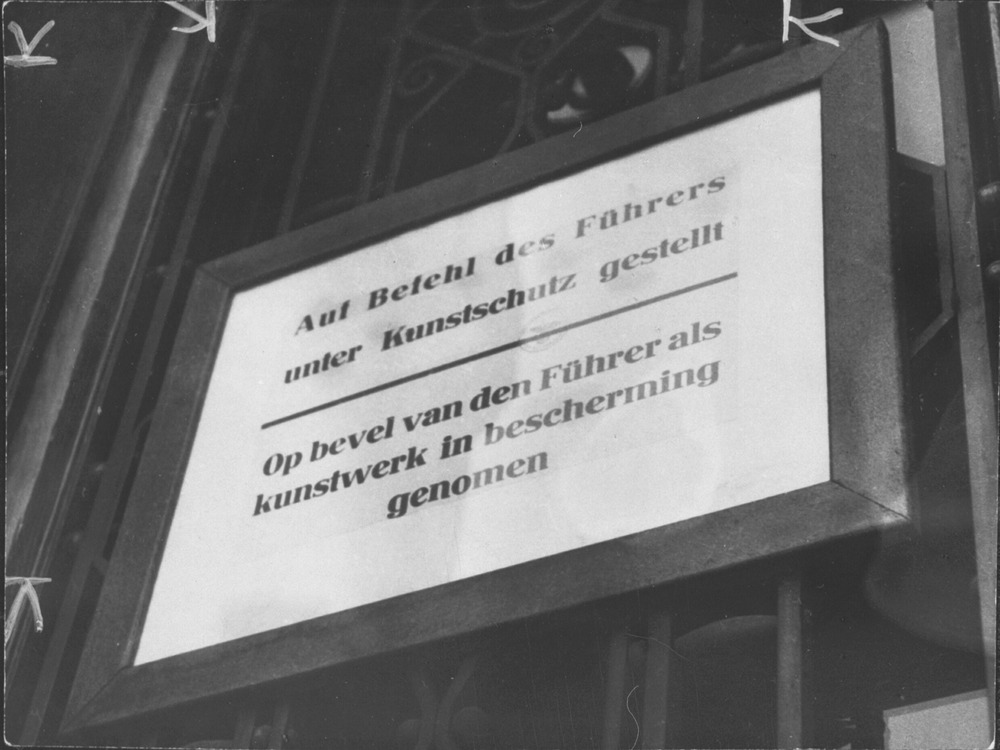 Auf Befehl des Führers
unter Kunstschutz gestellt
Op bevel van den Führer als
kunstwerk in bescherming
genomen